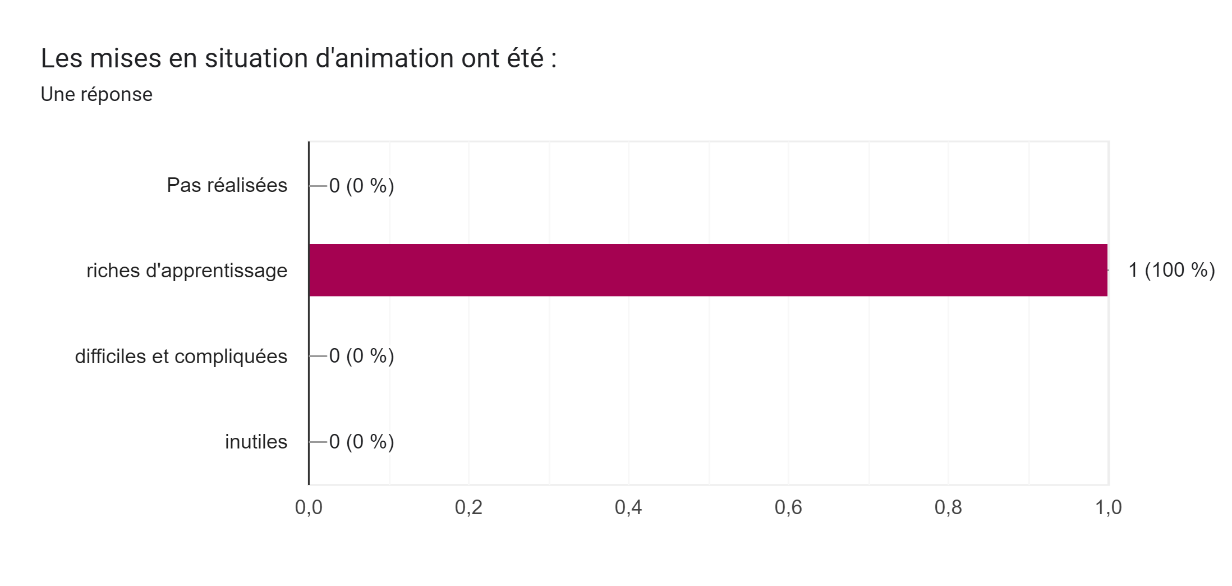 Les mises en situation d'animation ont été :
Une réponse
Pas réalisées 0 (0 %)
riches d'apprentissage 1 (100 %)
difficiles et compliquées 0 (0 %)
inutiles 0 (0 %)
0,0 0,2 0,4 0,6 0,8 1,0